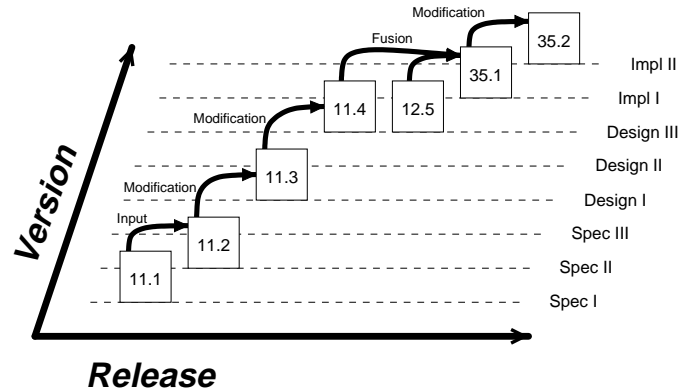 Modification
35.2
Fusion
35.1
Impl II
11.4
12.5
Impl I
Modification
Design III
11.3
Design II
Modification
Design I
Input
11.2
Spec III
11.1
Spec II
Spec I
Version
Release